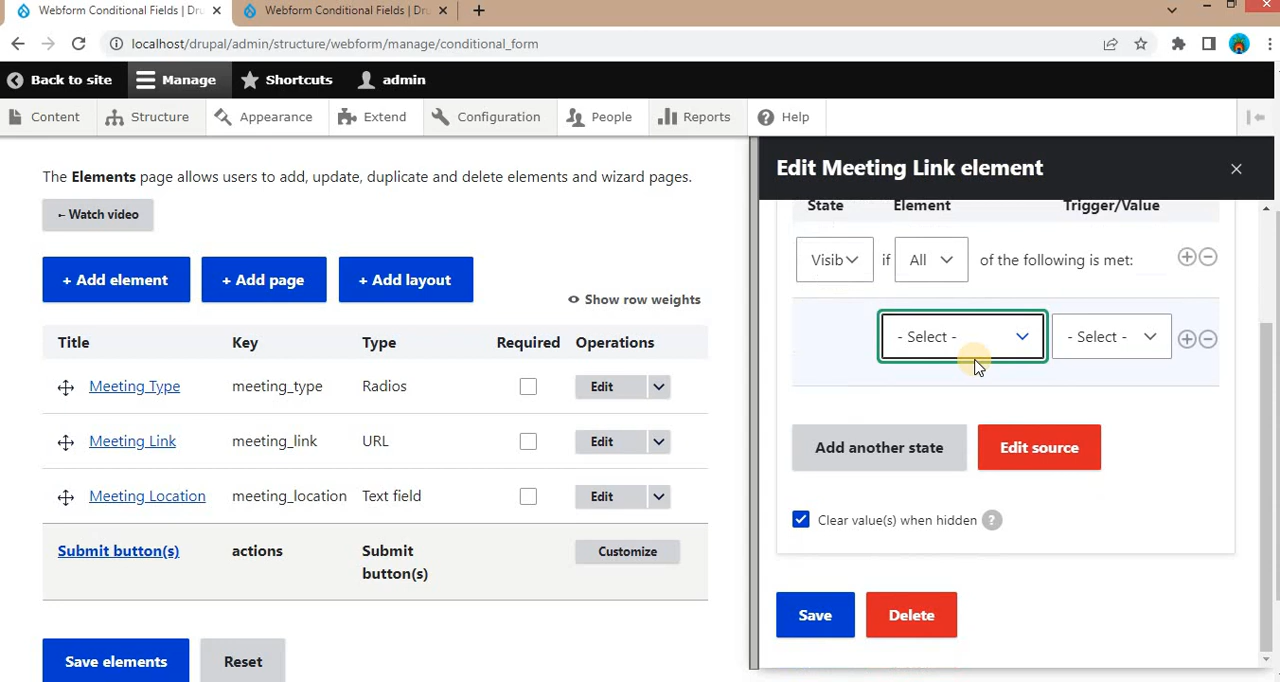 Webform Conditional Fields | Dru
Webform Conditional Fields | Dru
localhost/drupal/admin/structure/webform/manage/conditional_form
Back to site
Manage
Shortcuts
admin
Content
Structure
Appearance
Extend
Configuration
People
Reports
Help
The Elements page allows users to add, update, duplicate and delete elements and wizard pages.
Watch video
+ Add element
+ Add page
+ Add layout
Show row weights
Title Key Type Required Operations
Meeting Type meeting_type Radios Edit
Meeting Link meeting_link URL Edit
Meeting Location meeting_location Text field Edit
Submit button(s) actions Submit button(s) Customize
Save elements
Reset
Edit Meeting Link element
State Element Trigger/Value
Visib if All of the following is met:
- Select - - Select -
Add another state
Edit source
Clear value(s) when hidden ?
Save
Delete